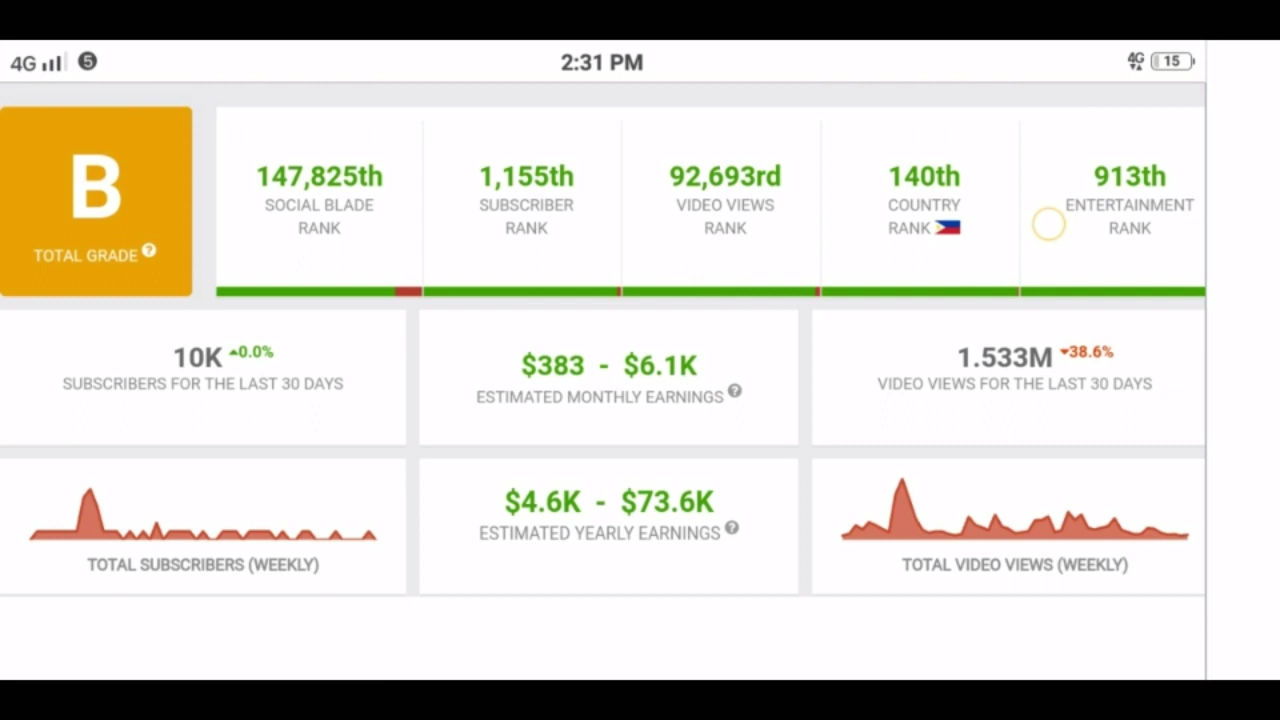 4G 5 2:31 PM 4G 15
B
TOTAL GRADE ?
147,825th
SOCIAL BLADE
RANK
1,155th
SUBSCRIBER
RANK
92,693rd
VIDEO VIEWS
RANK
140th
COUNTRY
RANK
913th
ENTERTAINMENT
RANK
10K 0.0%
SUBSCRIBERS FOR THE LAST 30 DAYS
$383 - $6.1K
ESTIMATED MONTHLY EARNINGS ?
1.533M 38.6%
VIDEO VIEWS FOR THE LAST 30 DAYS
TOTAL SUBSCRIBERS (WEEKLY)
$4.6K - $73.6K
ESTIMATED YEARLY EARNINGS ?
TOTAL VIDEO VIEWS (WEEKLY)